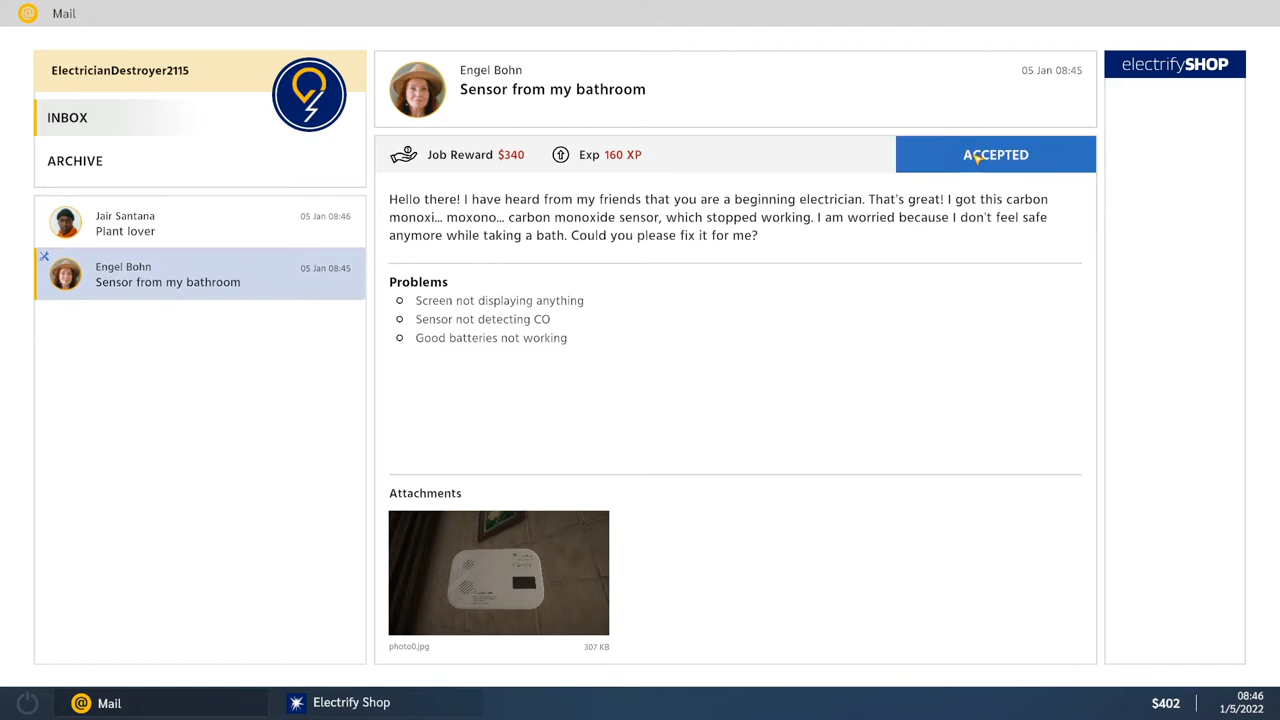 Mail
ElectricianDestroyer2115
INBOX
ARCHIVE
Jair Santana
05 Jan 08:46
Plant lover
Engel Bohn
05 Jan 08:45
Sensor from my bathroom
Engel Bohn
05 Jan 08:45
Sensor from my bathroom
Job Reward $340
Exp 160 XP
ACCEPTED
Hello there! I have heard from my friends that you are a beginning electrician. That's great! I got this carbon
monoxi... moxono... carbon monoxide sensor, which stopped working. I am worried because I don't feel safe
anymore while taking a bath. Could you please fix it for me?
Problems
Screen not displaying anything
Sensor not detecting CO
Good batteries not working
Attachments
photo0.jpg
307 KB
electrifySHOP
Mail
Electrify Shop
$402
08:46
1/5/2022